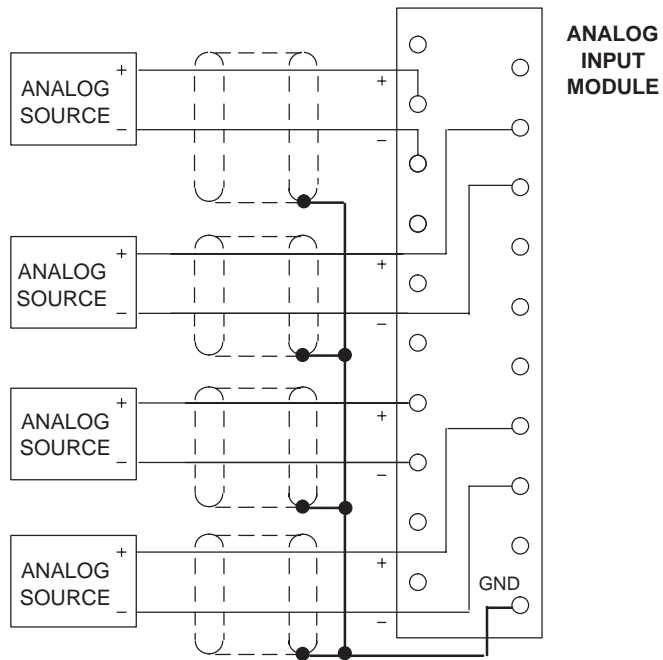 ANALOG
INPUT
MODULE
ANALOG
SOURCE
+
–
+
–
ANALOG
SOURCE
+
–
+
–
ANALOG
SOURCE
+
–
+
–
ANALOG
SOURCE
+
–
+
–
GND